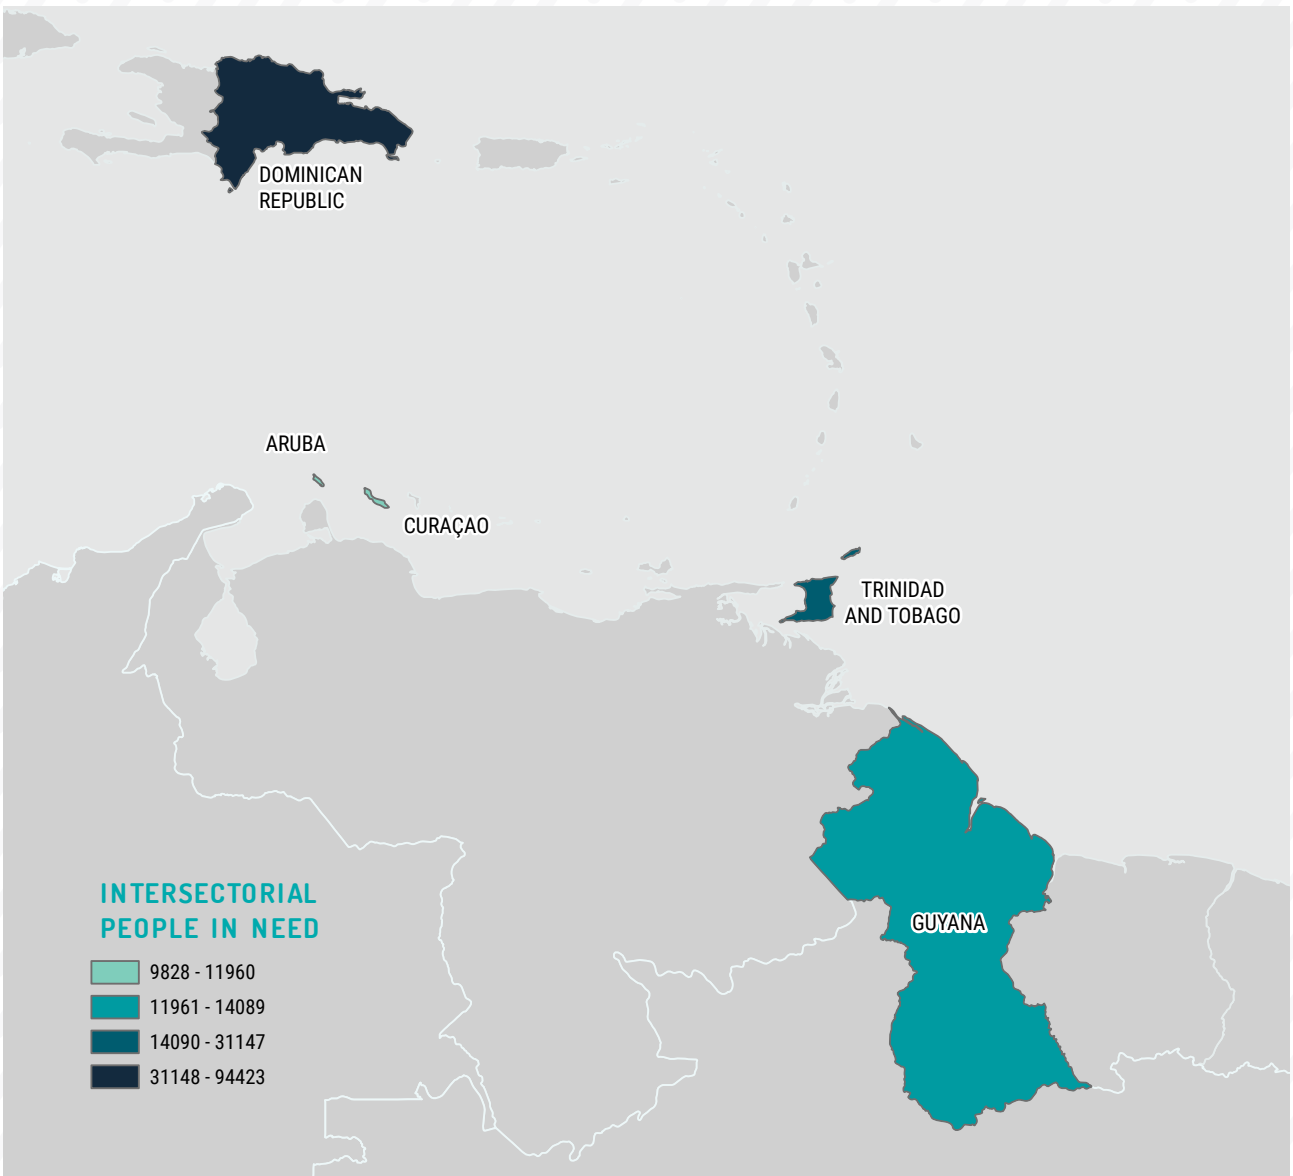 DOMINICAN
REPUBLIC
ARUBA
CURAÇAO
TRINIDAD
AND TOBAGO
GUYANA
INTERSECTORIAL
PEOPLE IN NEED
9828 - 11960
11961 - 14089
14090 - 31147
31148 - 94423